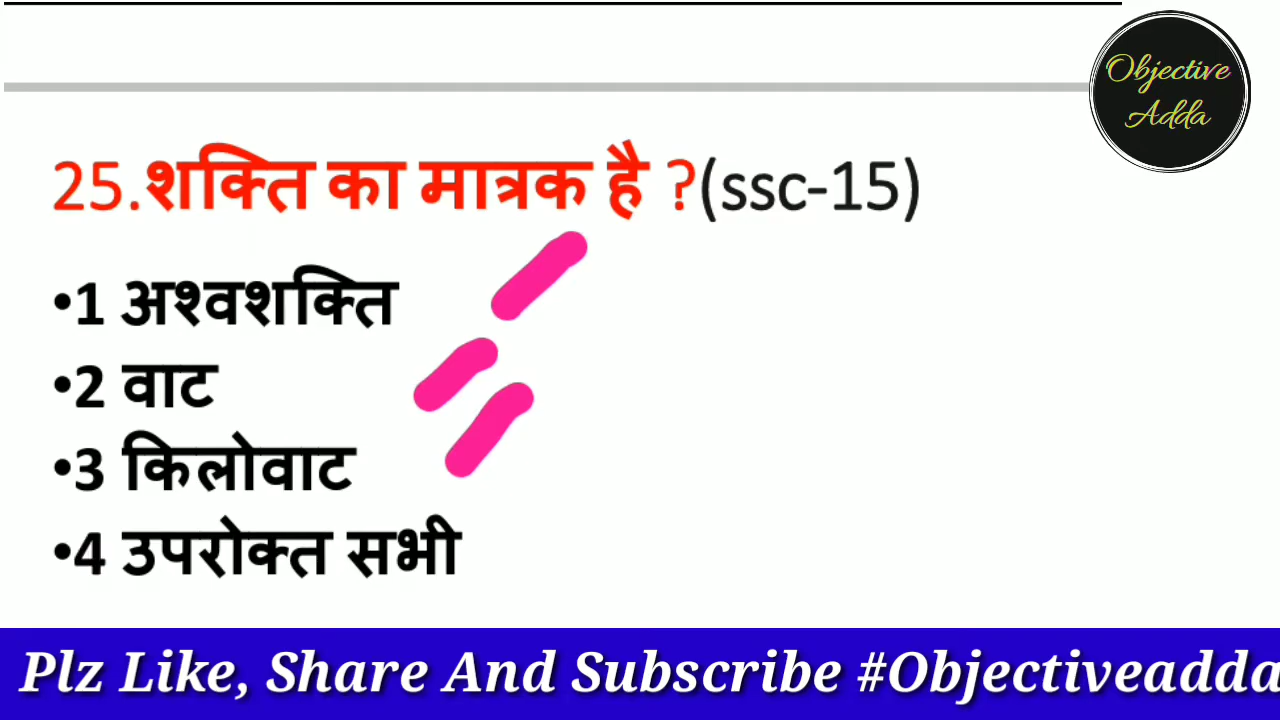 Objective
Adda
25.शक्ति का मात्रक है ?(ssc-15)
•1 अश्वशक्ति
•2 वाट
•3 किलोवाट
•4 उपरोक्त सभी
Plz Like, Share And Subscribe #Objectiveadda